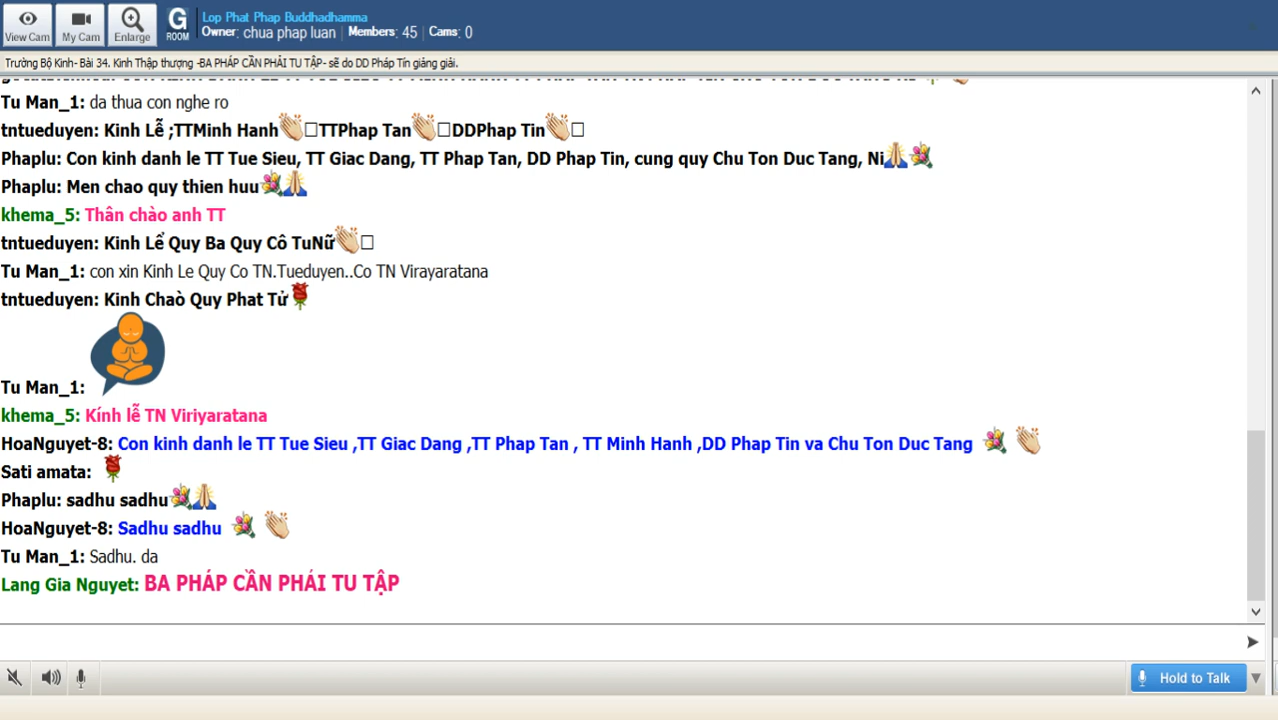 View Cam
My Cam
Enlarge
G
ROOM
Lop Phat Phap Buddhadhamma
Owner: chua phap luan | Members: 45 | Cams: 0
Trường Bộ Kinh- Bài 34. Kinh Thập thượng -BA PHÁP CẦN PHẢI TU TẬP- sẽ do DD Pháp Tín giảng giải.
Tu Man_1: da thua con nghe ro
tntueduyen: Kinh Lễ ;TTMinh Hanh👏□TTPhap Tan👏□DDPhap Tin👏□
Phaplu: Con kinh danh le TT Tue Sieu, TT Giac Dang, TT Phap Tan, DD Phap Tin, cung quy Chu Ton Duc Tang, Ni🙏💐
Phaplu: Men chao quy thien huu💐🙏
khema_5: Thân chào anh TT
tntueduyen: Kinh Lể Quy Ba Quy Cô TuNữ👏□
Tu Man_1: con xin Kinh Le Quy Co TN.Tueduyen..Co TN Virayaratana
tntueduyen: Kinh Chaò Quy Phat Tử🌹
Tu Man_1:
khema_5: Kính lễ TN Viriyaratana
HoaNguyet-8: Con kinh danh le TT Tue Sieu ,TT Giac Dang ,TT Phap Tan , TT Minh Hanh ,DD Phap Tin va Chu Ton Duc Tang 💐 👏
Sati amata: 🌹
Phaplu: sadhu sadhu💐🙏
HoaNguyet-8: Sadhu sadhu 💐 👏
Tu Man_1: Sadhu. da
Lang Gia Nguyet: BA PHÁP CẦN PHÁI TU TẬP
Hold to Talk